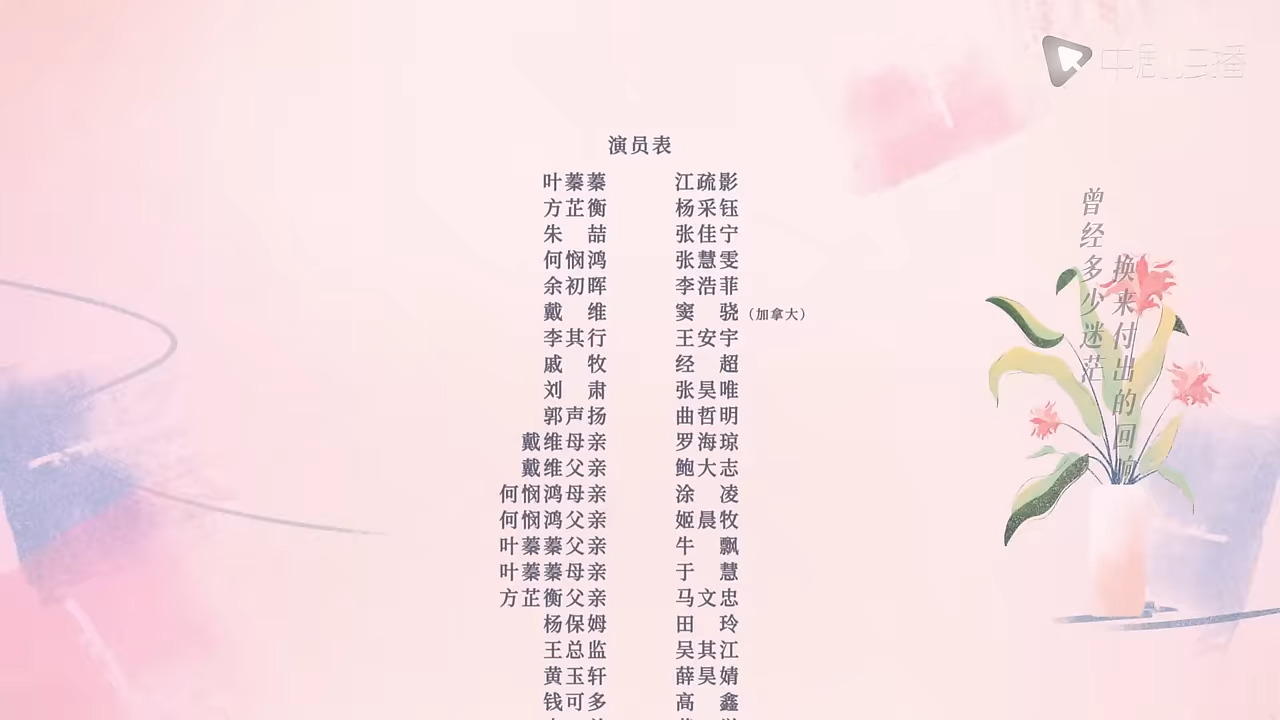 演员表
叶蓁蓁 江疏影
方芷衡 杨采钰
朱喆 张佳宁
何悯鸿 张慧雯
余初晖 李浩菲
戴维 窦骁（加拿大）
李其行 王安宇
戚牧 经超
刘肃 张昊唯
郭声扬 曲哲明
戴维母亲 罗海琼
戴维父亲 鲍大志
何悯鸿母亲 涂凌
何悯鸿父亲 姬晨牧
叶蓁蓁父亲 牛飘
叶蓁蓁母亲 于慧
方芷衡父亲 马文忠
杨保姆 田玲
王总监 吴其江
黄玉轩 薛昊婧
钱可多 高鑫
曾经多少迷茫
换来付出的回响